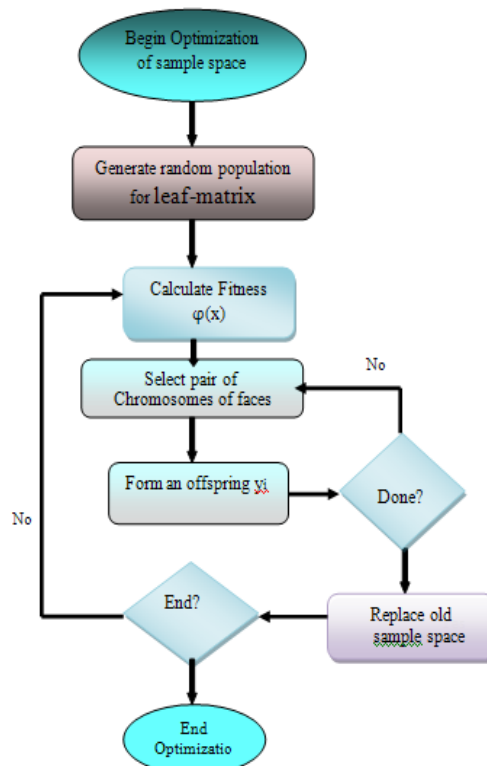 Begin Optimization
of sample space
Generate random population
for leaf-matrix
Calculate Fitness
φ(x)
Select pair of
Chromosomes of faces
No
Form an offspring yi
Done?
No
End?
Replace old
sample space
End
Optimizatio